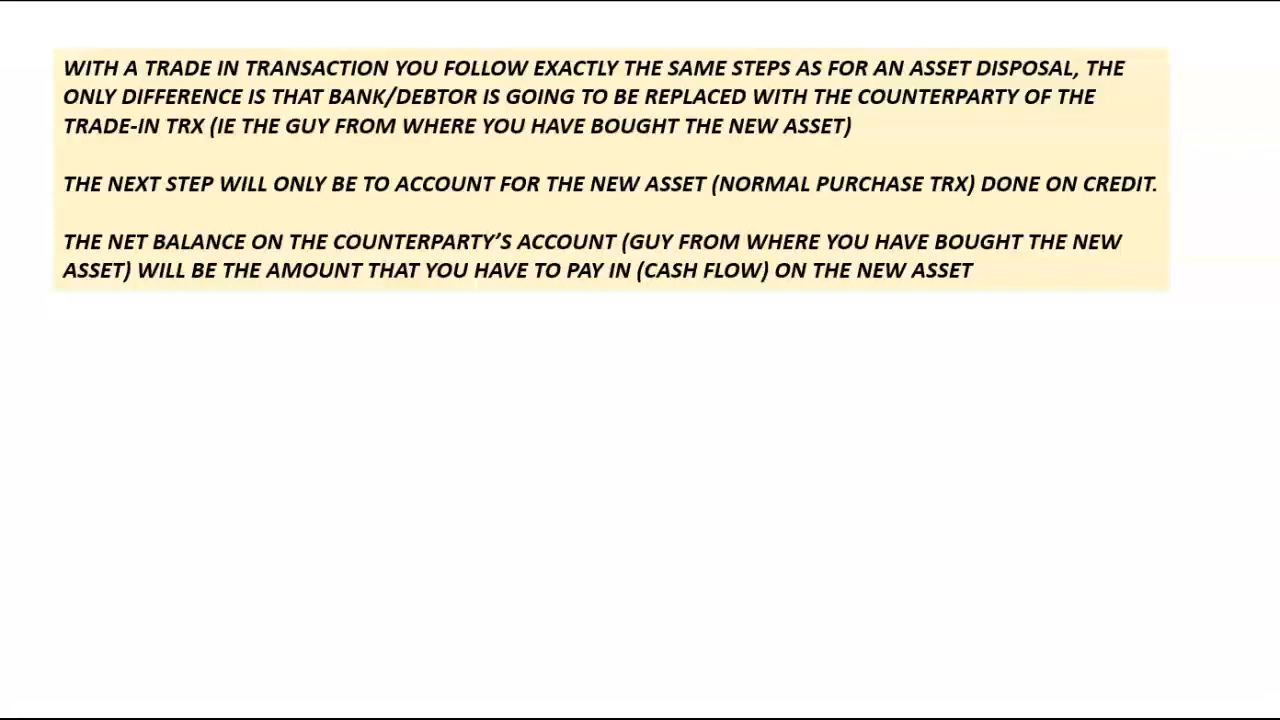 WITH A TRADE IN TRANSACTION YOU FOLLOW EXACTLY THE SAME STEPS AS FOR AN ASSET DISPOSAL, THE
ONLY DIFFERENCE IS THAT BANK/DEBTOR IS GOING TO BE REPLACED WITH THE COUNTERPARTY OF THE
TRADE-IN TRX (IE THE GUY FROM WHERE YOU HAVE BOUGHT THE NEW ASSET)
THE NEXT STEP WILL ONLY BE TO ACCOUNT FOR THE NEW ASSET (NORMAL PURCHASE TRX) DONE ON CREDIT.
THE NET BALANCE ON THE COUNTERPARTY'S ACCOUNT (GUY FROM WHERE YOU HAVE BOUGHT THE NEW
ASSET) WILL BE THE AMOUNT THAT YOU HAVE TO PAY IN (CASH FLOW) ON THE NEW ASSET